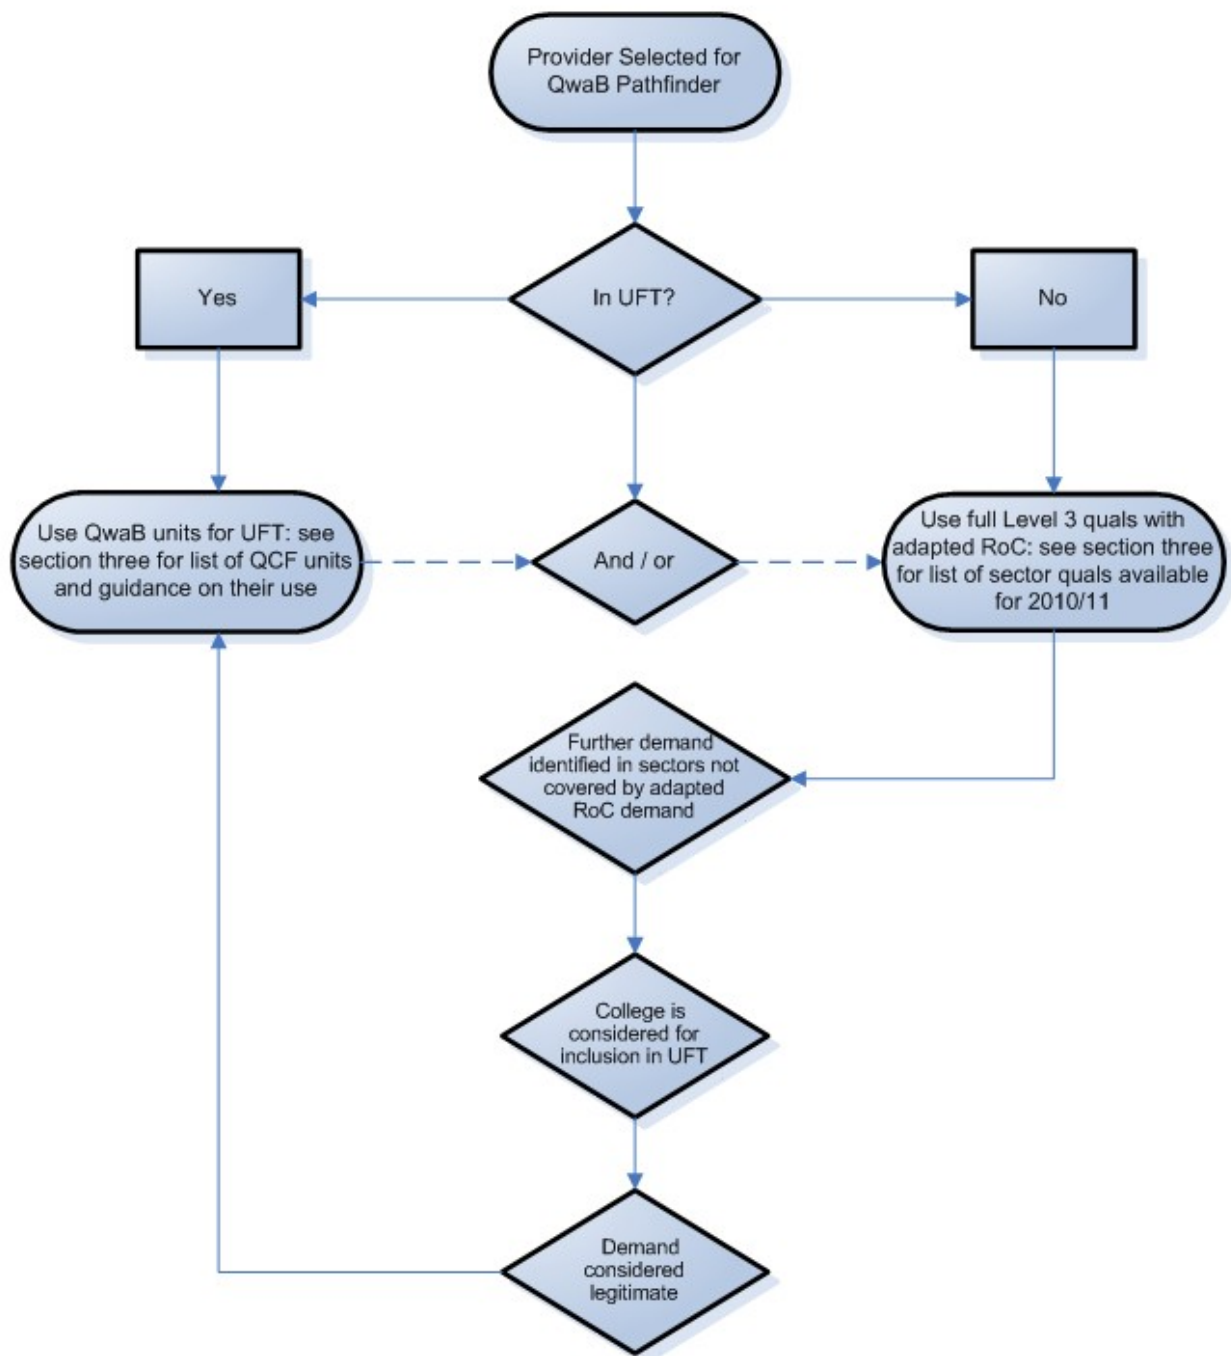 Provider Selected for
QwaB Pathfinder
Yes
In UFT?
No
Use QwaB units for UFT: see
section three for list of QCF units
and guidance on their use
And / or
Use full Level 3 quals with
adapted RoC: see section three
for list of sector quals available
for 2010/11
Further demand
identified in sectors not
covered by adapted
RoC demand
College is
considered for
inclusion in UFT
Demand
considered
legitimate